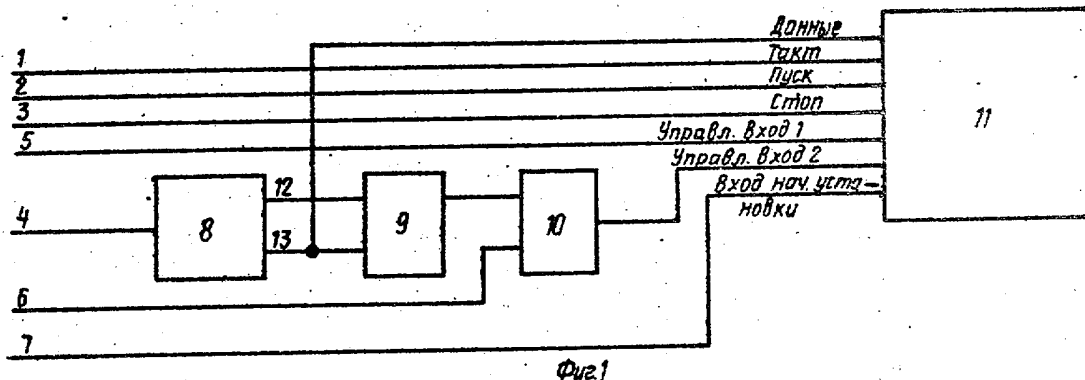 Данные
1
Такт
2
Пуск
3
Стоп
5
Управл. вход 1
11
Управл. вход 2
12
Вход нач. уста-
новки
4
8
9
10
13
6
7
Фиг.1